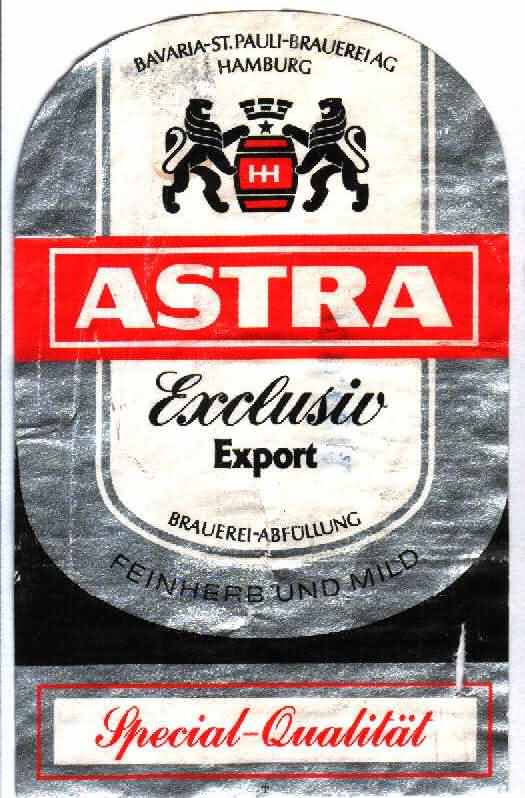 BAVARIA-ST.PAULI-BRAUEREI AG
HAMBURG
HH
ASTRA
Exclusiv
Export
BRAUEREI-ABFÜLLUNG
FEINHERB UND MILD
Special-Qualität